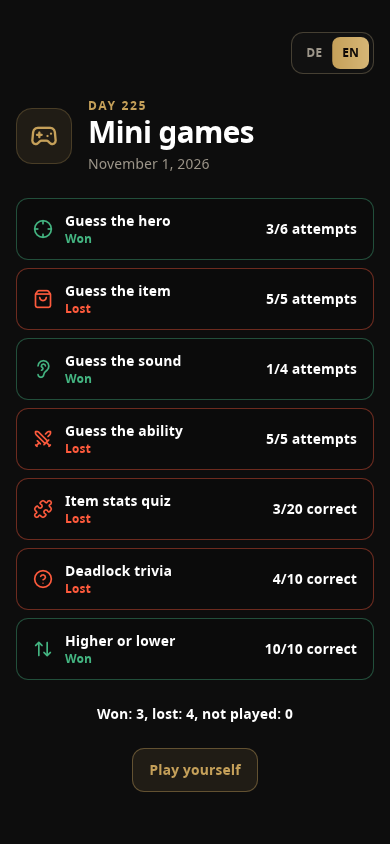 DE EN
DAY 225
Mini games
November 1, 2026
Guess the hero
Won
3/6 attempts
Guess the item
Lost
5/5 attempts
Guess the sound
Won
1/4 attempts
Guess the ability
Lost
5/5 attempts
Item stats quiz
Lost
3/20 correct
Deadlock trivia
Lost
4/10 correct
Higher or lower
Won
10/10 correct
Won: 3, lost: 4, not played: 0
Play yourself